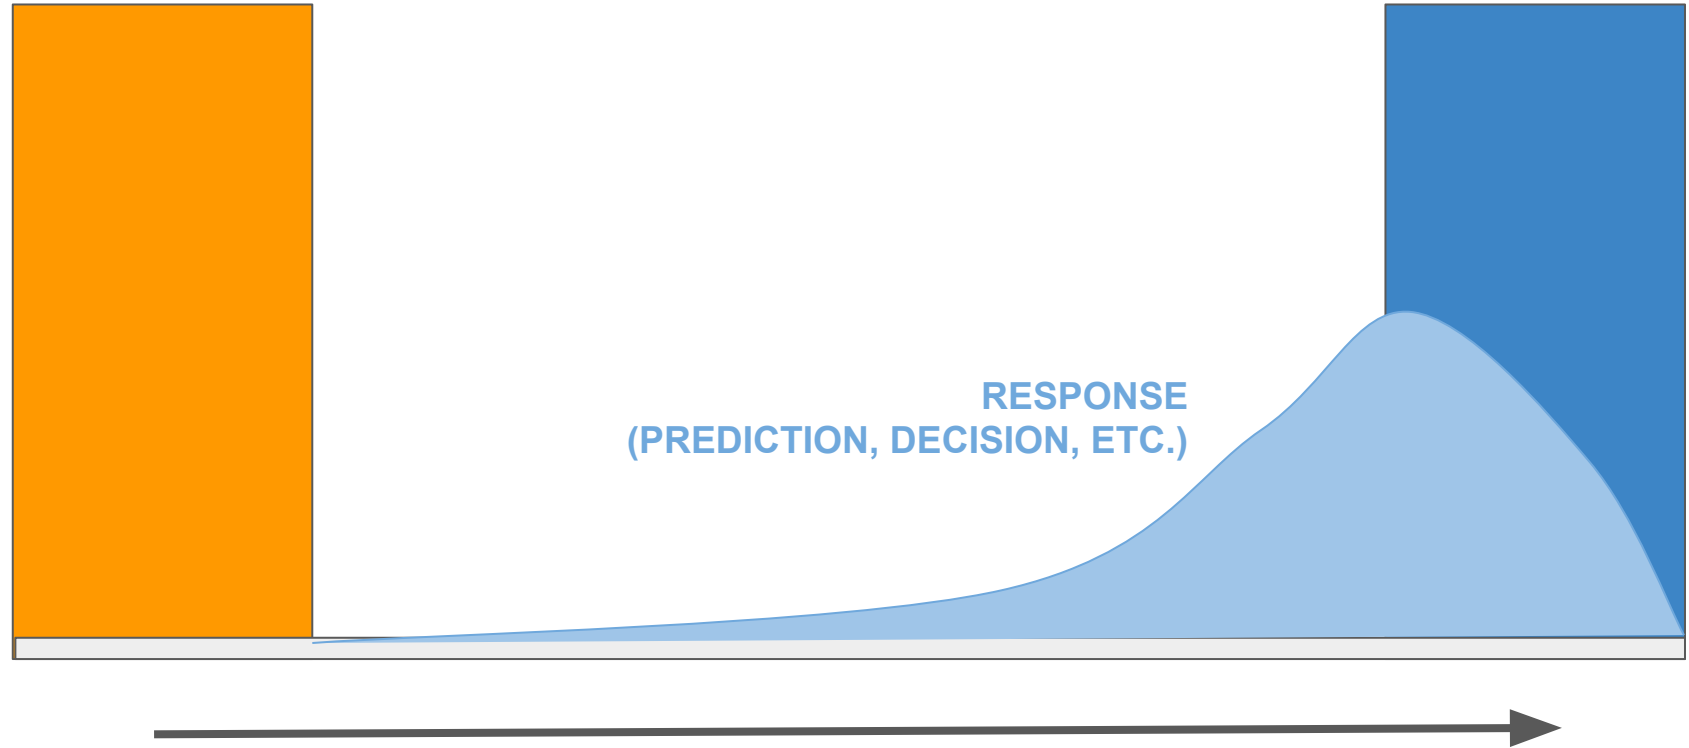 RESPONSE
(PREDICTION, DECISION, ETC.)